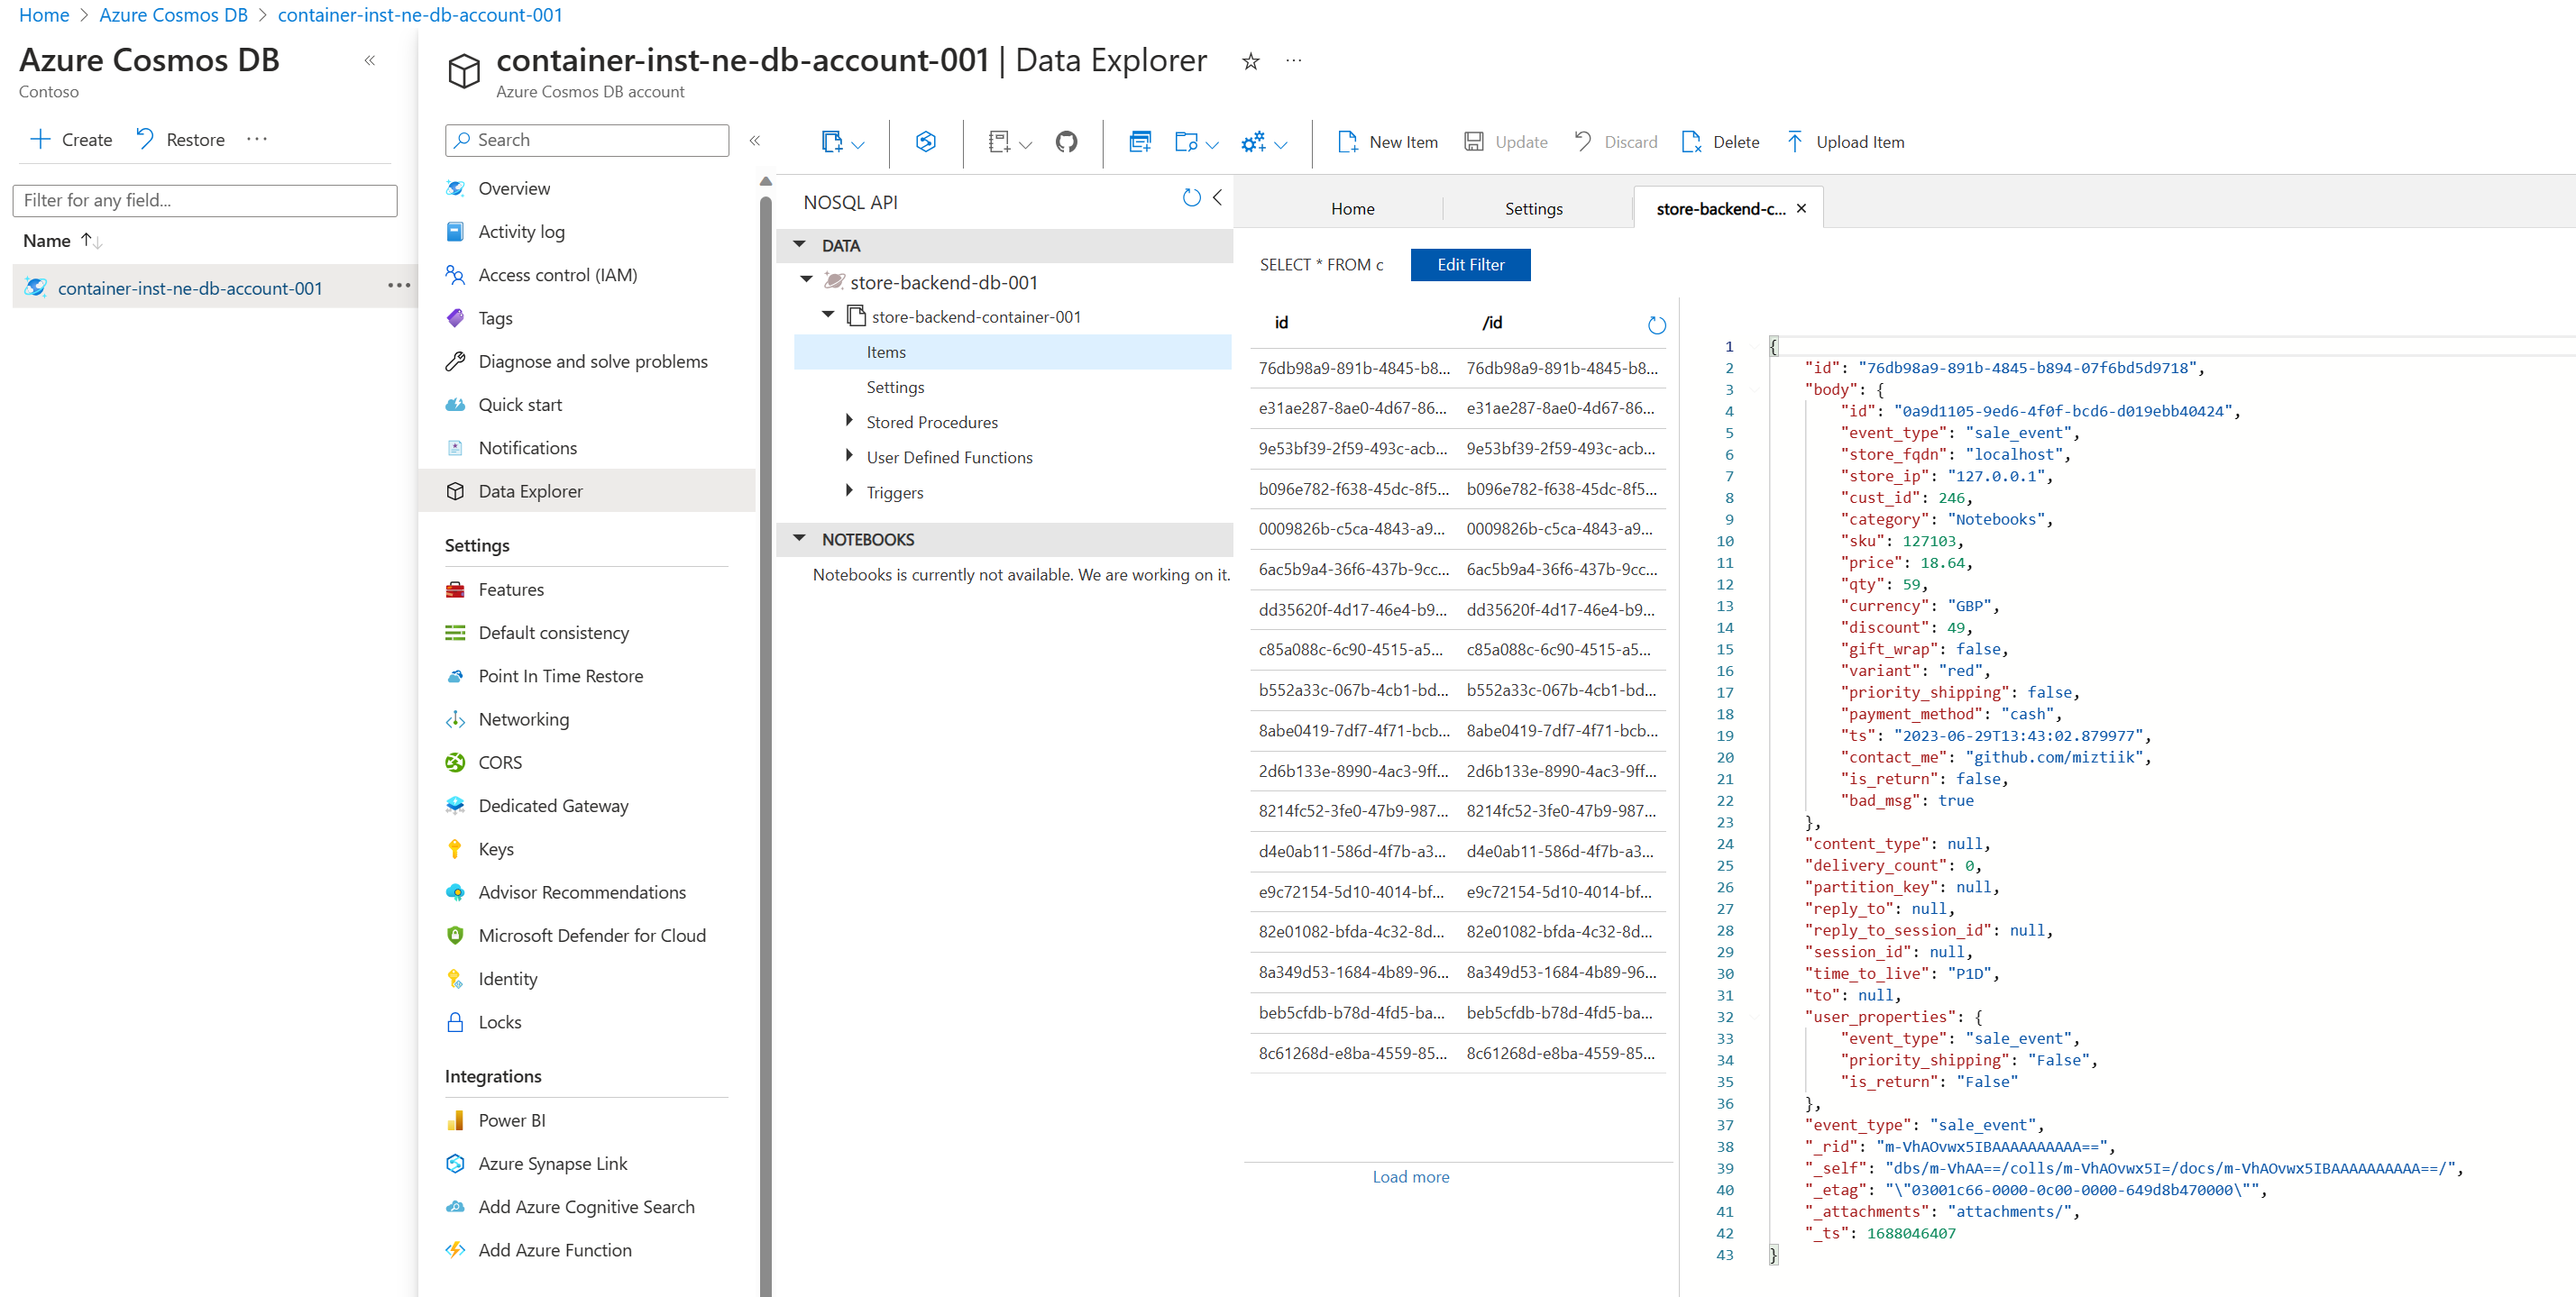 Home > Azure Cosmos DB > container-inst-ne-db-account-001
Azure Cosmos DB
Contoso
Create Restore ...
Filter for any field...
Name
container-inst-ne-db-account-001 ...
container-inst-ne-db-account-001 | Data Explorer ...
Azure Cosmos DB account
Search
Overview
Activity log
Access control (IAM)
Tags
Diagnose and solve problems
Quick start
Notifications
Data Explorer
Settings
Features
Default consistency
Point In Time Restore
Networking
CORS
Dedicated Gateway
Keys
Advisor Recommendations
Microsoft Defender for Cloud
Identity
Locks
Integrations
Power BI
Azure Synapse Link
Add Azure Cognitive Search
Add Azure Function
New Item Update Discard Delete Upload Item
NOSQL API
DATA
store-backend-db-001
store-backend-container-001
Items
Settings
Stored Procedures
User Defined Functions
Triggers
NOTEBOOKS
Notebooks is currently not available. We are working on it.
Home Settings store-backend-c...
SELECT * FROM c Edit Filter
id /id
76db98a9-891b-4845-b8... 76db98a9-891b-4845-b8...
e31ae287-8ae0-4d67-86... e31ae287-8ae0-4d67-86...
9e53bf39-2f59-493c-acb... 9e53bf39-2f59-493c-acb...
b096e782-f638-45dc-8f5... b096e782-f638-45dc-8f5...
0009826b-c5ca-4843-a9... 0009826b-c5ca-4843-a9...
6ac5b9a4-36f6-437b-9cc... 6ac5b9a4-36f6-437b-9cc...
dd35620f-4d17-46e4-b9... dd35620f-4d17-46e4-b9...
c85a088c-6c90-4515-a5... c85a088c-6c90-4515-a5...
b552a33c-067b-4cb1-bd... b552a33c-067b-4cb1-bd...
8abe0419-7df7-4f71-bcb... 8abe0419-7df7-4f71-bcb...
2d6b133e-8990-4ac3-9ff... 2d6b133e-8990-4ac3-9ff...
8214fc52-3fe0-47b9-987... 8214fc52-3fe0-47b9-987...
d4e0ab11-586d-4f7b-a3... d4e0ab11-586d-4f7b-a3...
e9c72154-5d10-4014-bf... e9c72154-5d10-4014-bf...
82e01082-bfda-4c32-8d... 82e01082-bfda-4c32-8d...
8a349d53-1684-4b89-96... 8a349d53-1684-4b89-96...
beb5cfdb-b78d-4fd5-ba... beb5cfdb-b78d-4fd5-ba...
8c61268d-e8ba-4559-85... 8c61268d-e8ba-4559-85...
Load more
1 {
2 "id": "76db98a9-891b-4845-b894-07f6bd5d9718",
3 "body": {
4 "id": "0a9d1105-9ed6-4f0f-bcd6-d019ebb40424",
5 "event_type": "sale_event",
6 "store_fqdn": "localhost",
7 "store_ip": "127.0.0.1",
8 "cust_id": 246,
9 "category": "Notebooks",
10 "sku": 127103,
11 "price": 18.64,
12 "qty": 59,
13 "currency": "GBP",
14 "discount": 49,
15 "gift_wrap": false,
16 "variant": "red",
17 "priority_shipping": false,
18 "payment_method": "cash",
19 "ts": "2023-06-29T13:43:02.879977",
20 "contact_me": "github.com/miztiik",
21 "is_return": false,
22 "bad_msg": true
23 },
24 "content_type": null,
25 "delivery_count": 0,
26 "partition_key": null,
27 "reply_to": null,
28 "reply_to_session_id": null,
29 "session_id": null,
30 "time_to_live": "P1D",
31 "to": null,
32 "user_properties": {
33 "event_type": "sale_event",
34 "priority_shipping": "False",
35 "is_return": "False"
36 },
37 "event_type": "sale_event",
38 "_rid": "m-VhAOvwx5IBAAAAAAAAAA==",
39 "_self": "dbs/m-VhAA==/colls/m-VhAOvwx5I=/docs/m-VhAOvwx5IBAAAAAAAAAA==/",
40 "_etag": "\"03001c66-0000-0c00-0000-649d8b470000\"",
41 "_attachments": "attachments/",
42 "_ts": 1688046407
43 }